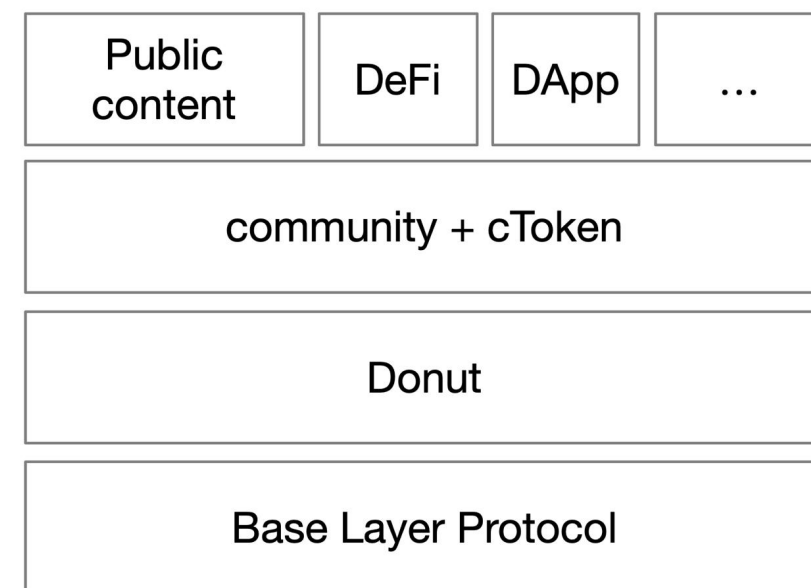 Public
content
DeFi
DApp
...
community + cToken
Donut
Base Layer Protocol